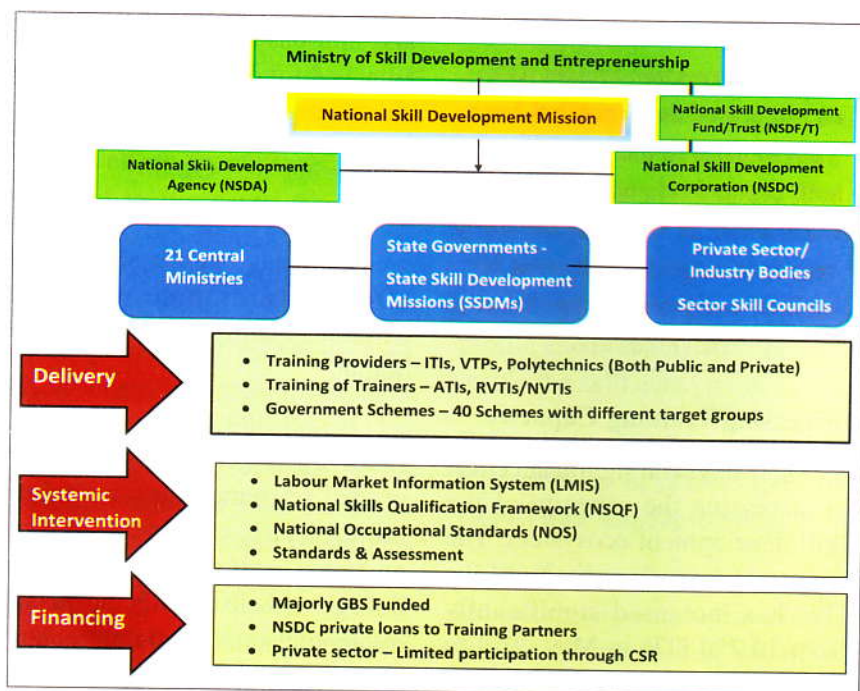 Ministry of Skill Development and Entrepreneurship
National Skill Development Mission
National Skill Development
Fund/Trust (NSDF/T)
National Skill Development
Agency (NSDA)
National Skill Development
Corporation (NSDC)
21 Central
Ministries
State Governments -
State Skill Development
Missions (SSDMs)
Private Sector/
Industry Bodies
Sector Skill Councils
Delivery
• Training Providers – ITIs, VTPs, Polytechnics (Both Public and Private)
• Training of Trainers – ATIs, RVTIs/NVTIs
• Government Schemes – 40 Schemes with different target groups
Systemic
Intervention
• Labour Market Information System (LMIS)
• National Skills Qualification Framework (NSQF)
• National Occupational Standards (NOS)
• Standards & Assessment
Financing
• Majorly GBS Funded
• NSDC private loans to Training Partners
• Private sector – Limited participation through CSR